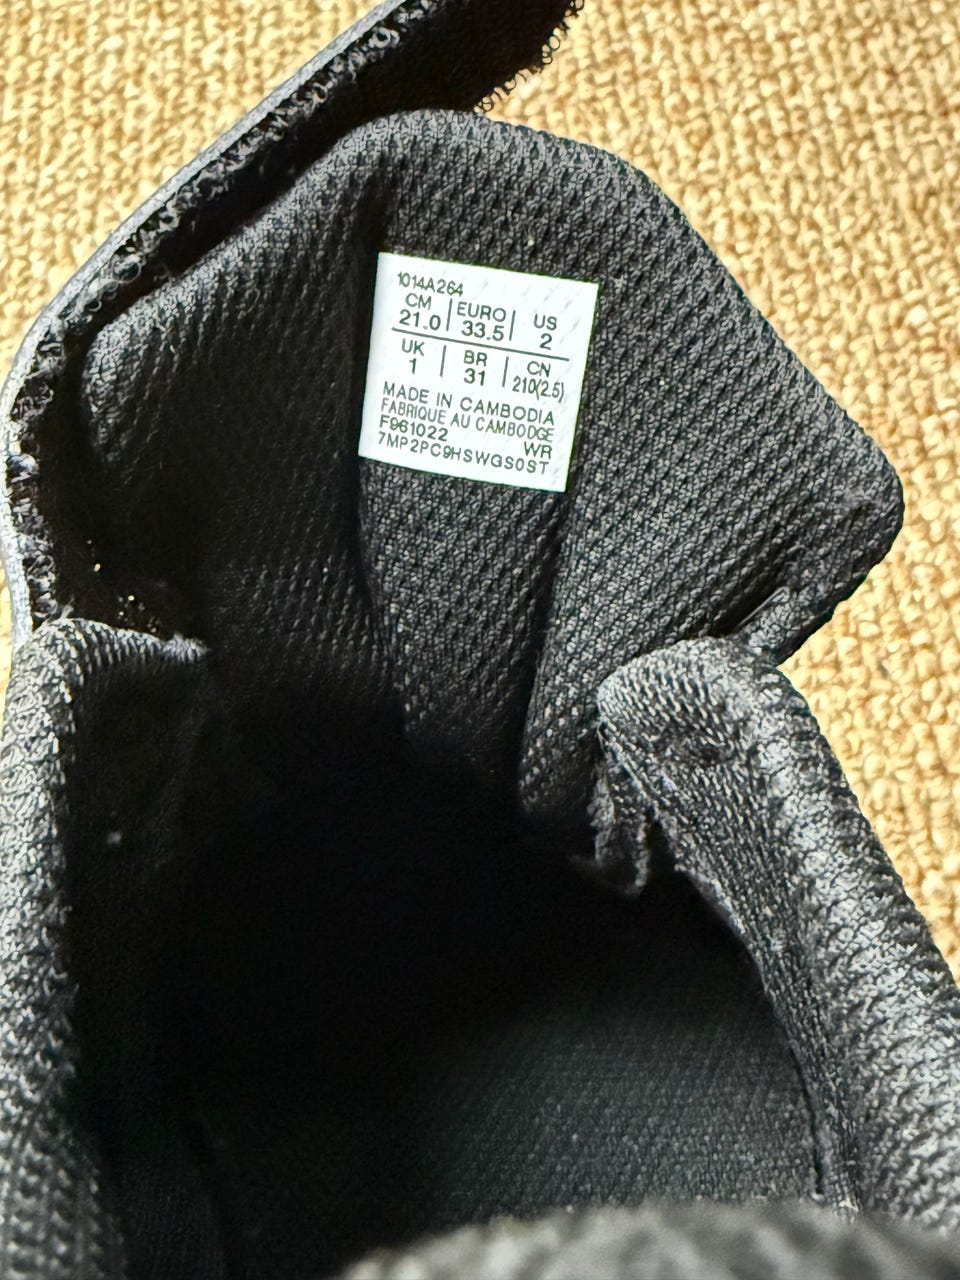 1014A264
CM 21.0 | EURO 33.5 | US 2
UK 1 | BR 31 | CN 210(2.5)
MADE IN CAMBODIA
FABRIQUE AU CAMBODGE
F961022 WR
7MP2PC9HSWGS0ST